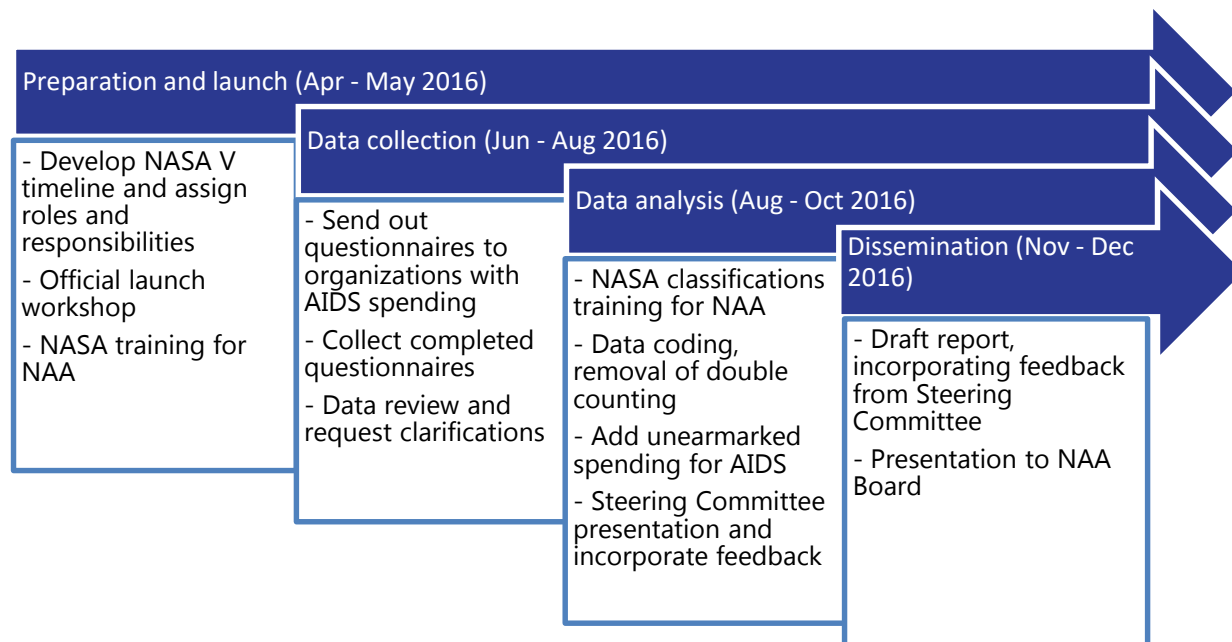 Preparation and launch (Apr - May 2016)
- Develop NASA V
timeline and assign
roles and
responsibilities
- Official launch
workshop
- NASA training for
NAA
Data collection (Jun - Aug 2016)
- Send out
questionnaires to
organizations with
AIDS spending
- Collect completed
questionnaires
- Data review and
request clarifications
Data analysis (Aug - Oct 2016)
- NASA classifications
training for NAA
- Data coding,
removal of double
counting
- Add unearmarked
spending for AIDS
- Steering Committee
presentation and
incorporate feedback
Dissemination (Nov - Dec
2016)
- Draft report,
incorporating feedback
from Steering
Committee
- Presentation to NAA
Board